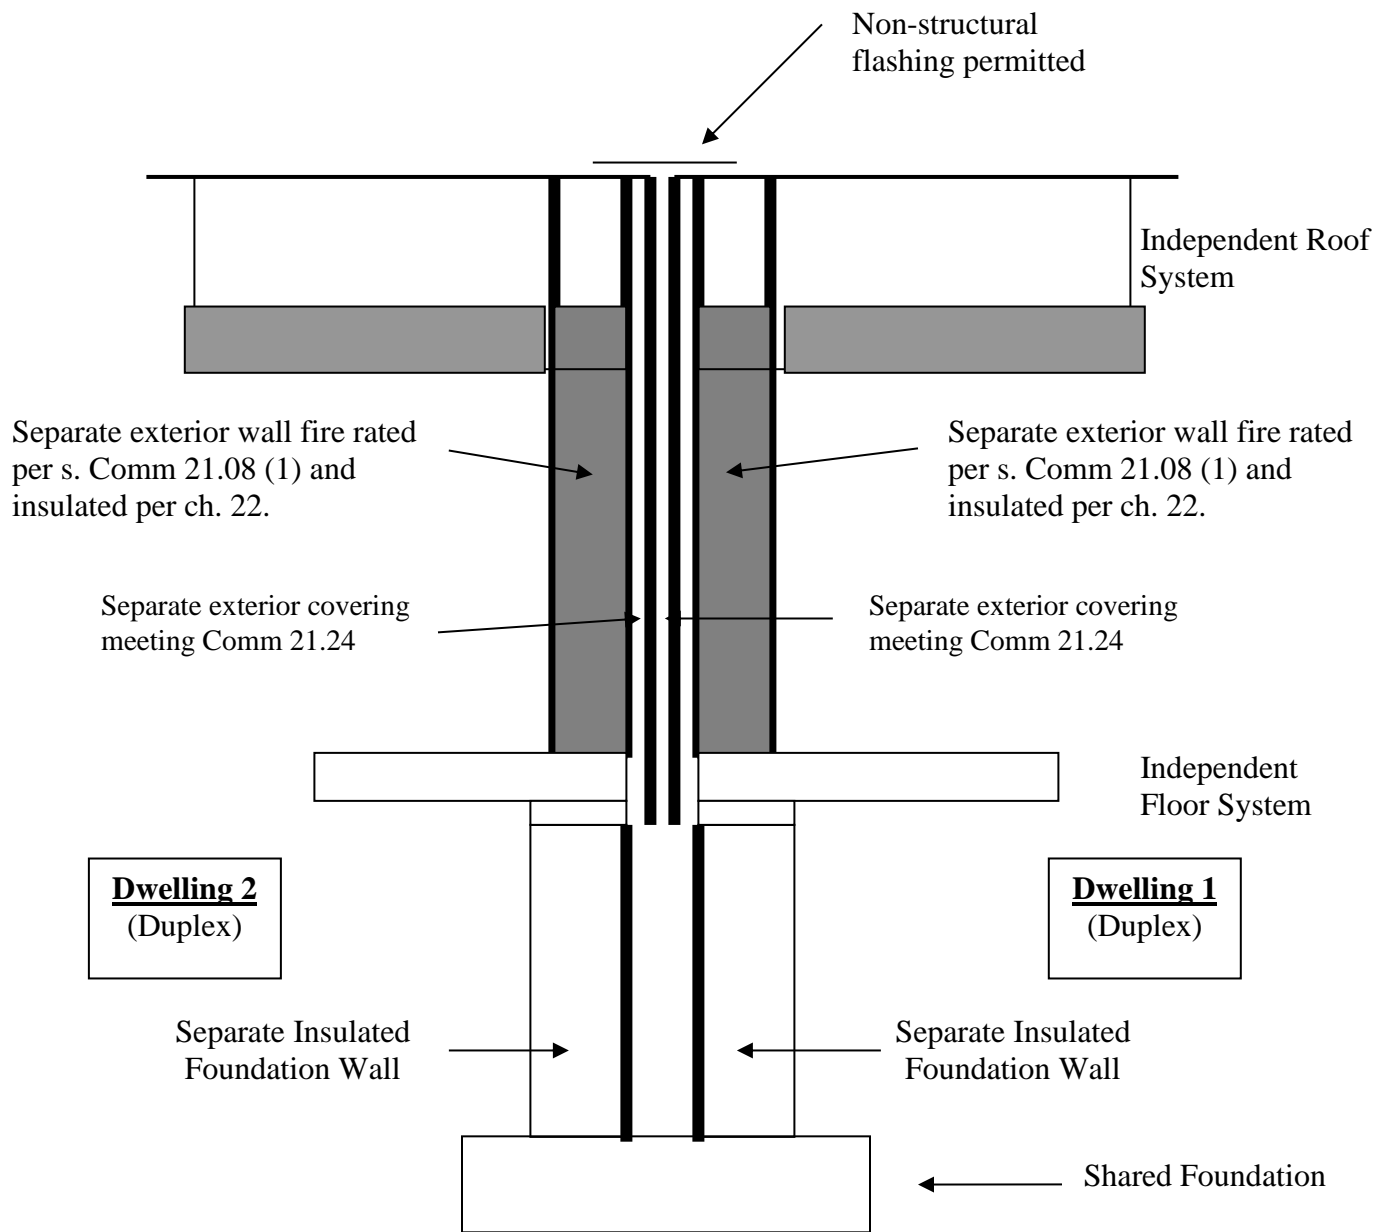 Non-structural
flashing permitted
Independent Roof
System
Separate exterior wall fire rated
per s. Comm 21.08 (1) and
insulated per ch. 22.
Separate exterior wall fire rated
per s. Comm 21.08 (1) and
insulated per ch. 22.
Separate exterior covering
meeting Comm 21.24
Separate exterior covering
meeting Comm 21.24
Independent
Floor System
Dwelling 2
(Duplex)
Dwelling 1
(Duplex)
Separate Insulated
Foundation Wall
Separate Insulated
Foundation Wall
Shared Foundation